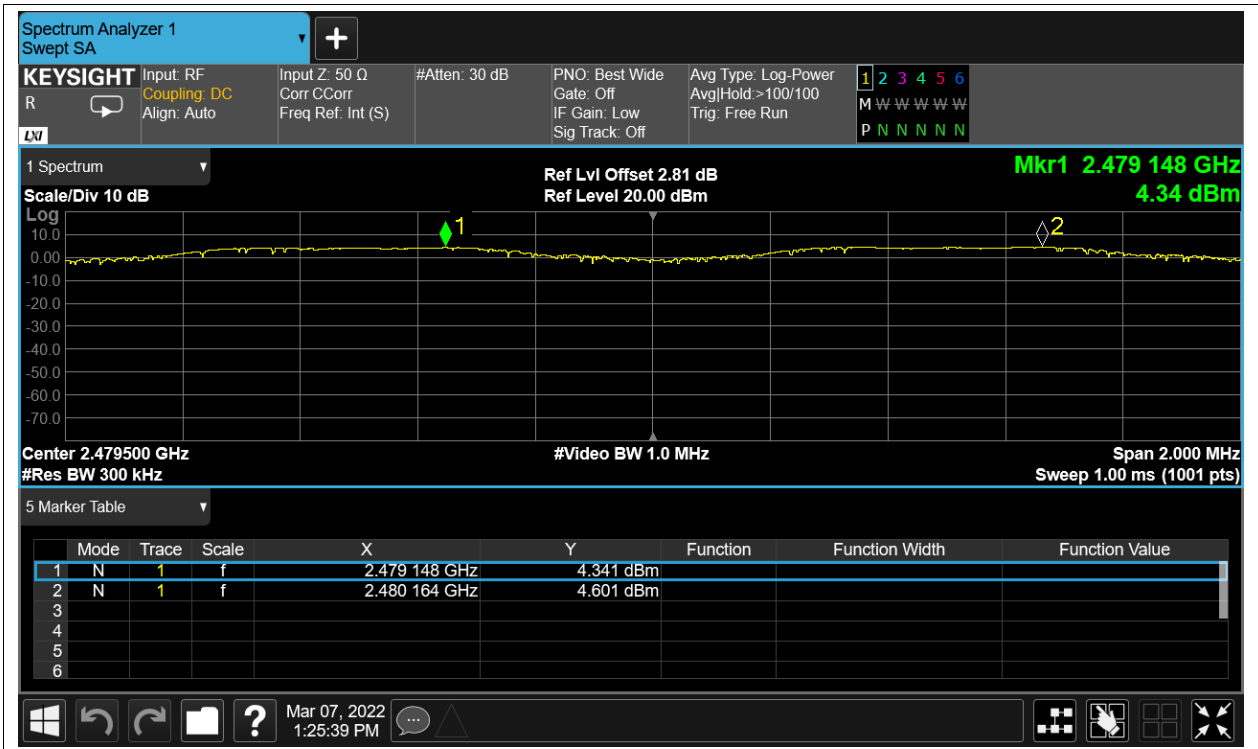 Spectrum Analyzer 1
Swept SA
KEYSIGHT
R
LXI
Input: RF
Coupling: DC
Align: Auto
Input Z: 50 Ω
Corr CCorr
Freq Ref: Int (S)
#Atten: 30 dB
PNO: Best Wide
Gate: Off
IF Gain: Low
Sig Track: Off
Avg Type: Log-Power
Avg|Hold:>100/100
Trig: Free Run
1 2 3 4 5 6
M W W W W W
P N N N N N
1 Spectrum
Scale/Div 10 dB
Ref Lvl Offset 2.81 dB
Ref Level 20.00 dBm
Mkr1 2.479 148 GHz
4.34 dBm
Log
10.0
0.00
-10.0
-20.0
-30.0
-40.0
-50.0
-60.0
-70.0
1
2
Center 2.479500 GHz
#Res BW 300 kHz
#Video BW 1.0 MHz
Span 2.000 MHz
Sweep 1.00 ms (1001 pts)
5 Marker Table
Mode Trace Scale X Y Function Function Width Function Value
1 N 1 f 2.479 148 GHz 4.341 dBm
2 N 1 f 2.480 164 GHz 4.601 dBm
3
4
5
6
?
Mar 07, 2022
1:25:39 PM